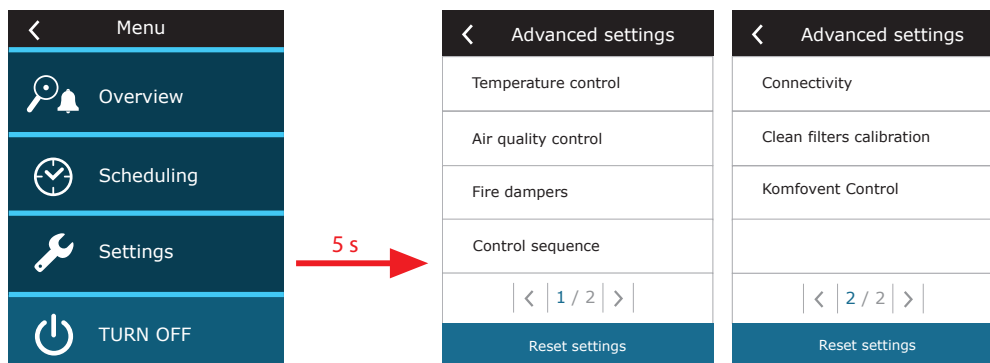 Menu
Overview
Scheduling
Settings
TURN OFF
5 s
Advanced settings
Temperature control
Air quality control
Fire dampers
Control sequence
1 / 2
Reset settings
Advanced settings
Connectivity
Clean filters calibration
Komfovent Control
2 / 2
Reset settings